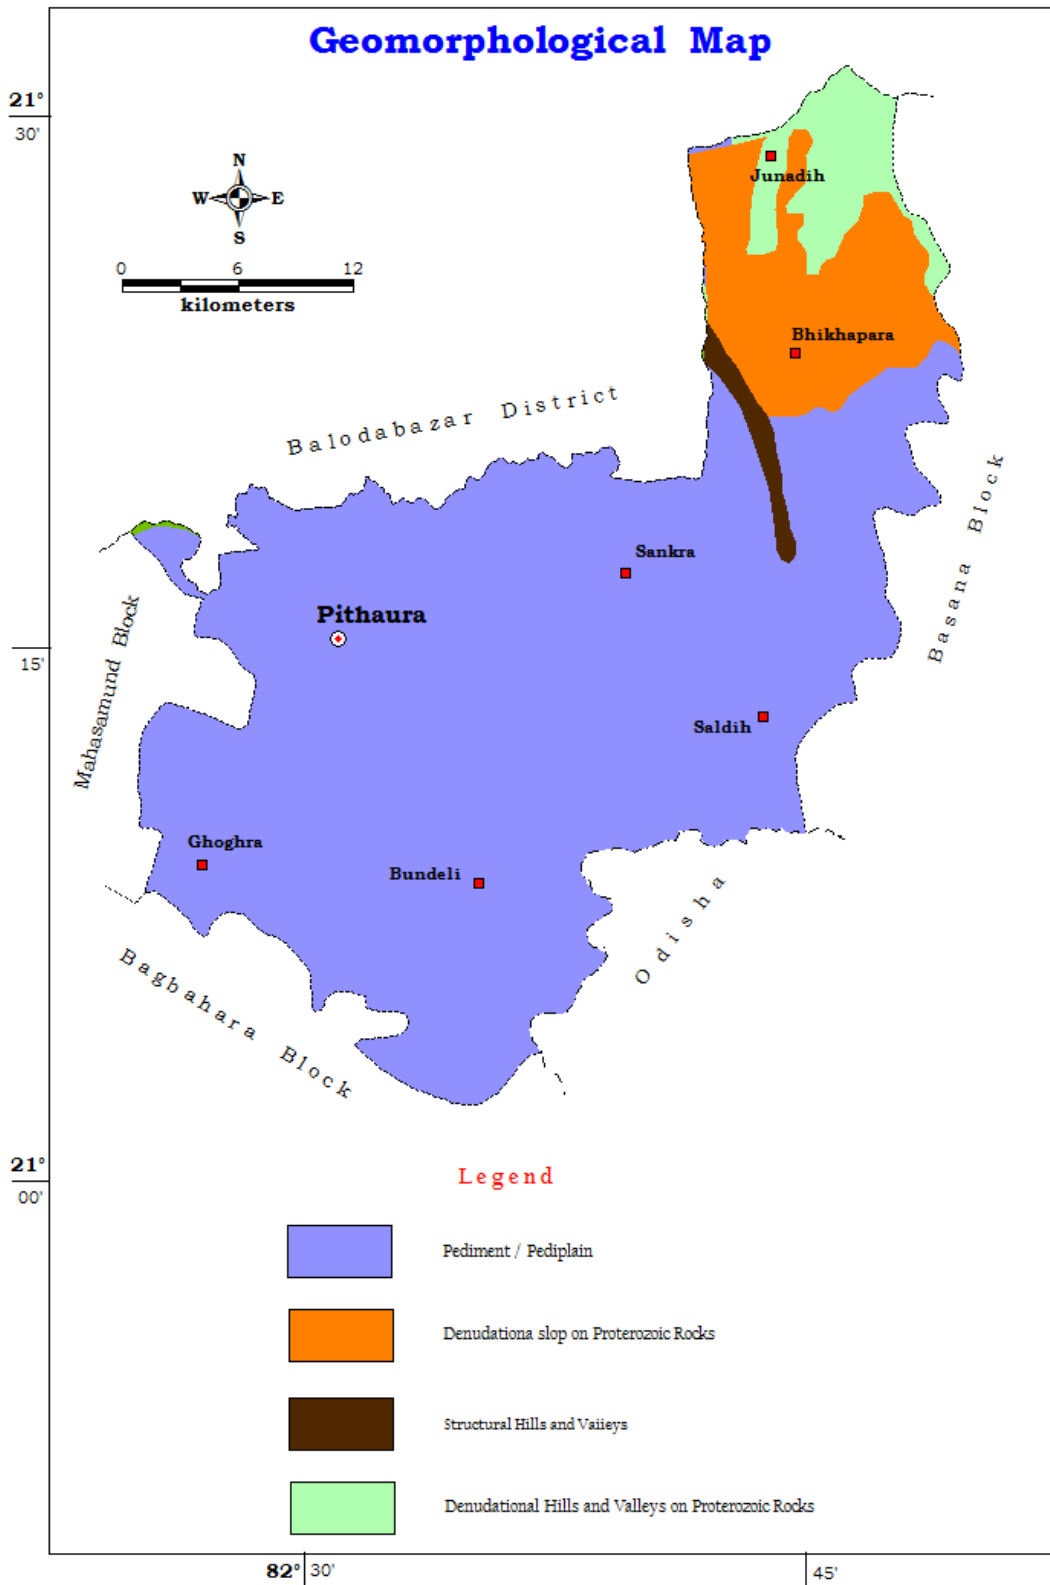 Geomorphological Map
21°
30'
N
W E
S
0 6 12
kilometers
Junadih
Bhikhapara
Balodabazar District
Basana Block
Sankra
Pithaura
15'
Mahasamund Block
Saldih
Ghoghra
Bundeli
Odisha
Bagbahara Block
21°
00'
Legend
Pediment / Pediplain
Denudationa slop on Proterozoic Rocks
Structural Hills and Vaiieys
Denudational Hills and Valleys on Proterozoic Rocks
82° 30' 45'